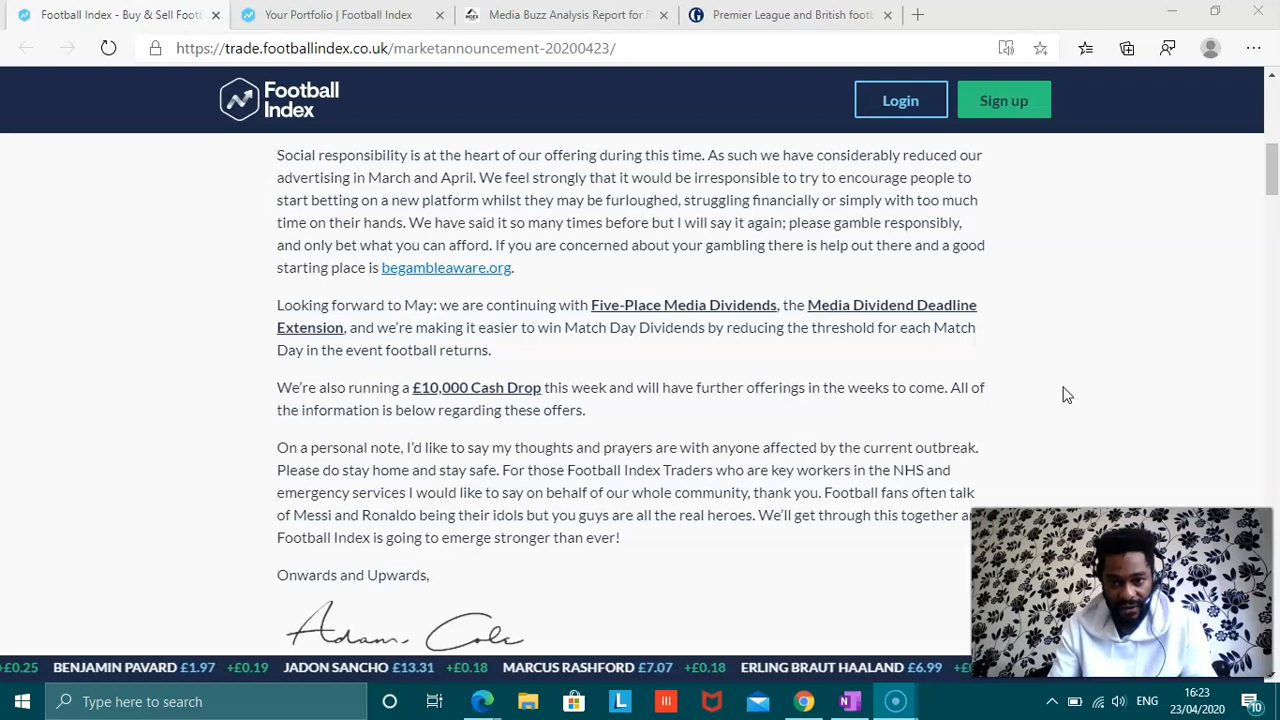 Football Index - Buy & Sell Footb
Your Portfolio | Football Index
Media Buzz Analysis Report for F
Premier League and British footb
https://trade.footballindex.co.uk/marketannouncement-20200423/
Football
Index
Login
Sign up
Social responsibility is at the heart of our offering during this time. As such we have considerably reduced our
advertising in March and April. We feel strongly that it would be irresponsible to try to encourage people to
start betting on a new platform whilst they may be furloughed, struggling financially or simply with too much
time on their hands. We have said it so many times before but I will say it again; please gamble responsibly,
and only bet what you can afford. If you are concerned about your gambling there is help out there and a good
starting place is begambleaware.org.
Looking forward to May: we are continuing with Five-Place Media Dividends, the Media Dividend Deadline
Extension, and we’re making it easier to win Match Day Dividends by reducing the threshold for each Match
Day in the event football returns.
We’re also running a £10,000 Cash Drop this week and will have further offerings in the weeks to come. All of
the information is below regarding these offers.
On a personal note, I’d like to say my thoughts and prayers are with anyone affected by the current outbreak.
Please do stay home and stay safe. For those Football Index Traders who are key workers in the NHS and
emergency services I would like to say on behalf of our whole community, thank you. Football fans often talk
of Messi and Ronaldo being their idols but you guys are all the real heroes. We’ll get through this together
Football Index is going to emerge stronger than ever!
Onwards and Upwards,
Adam Cole
+£0.25 BENJAMIN PAVARD £1.97 +£0.19 JADON SANCHO £13.31 +£0.18 MARCUS RASHFORD £7.07 +£0.18 ERLING BRAUT HAALAND £6.99
Type here to search
ENG
16:23
23/04/2020
10